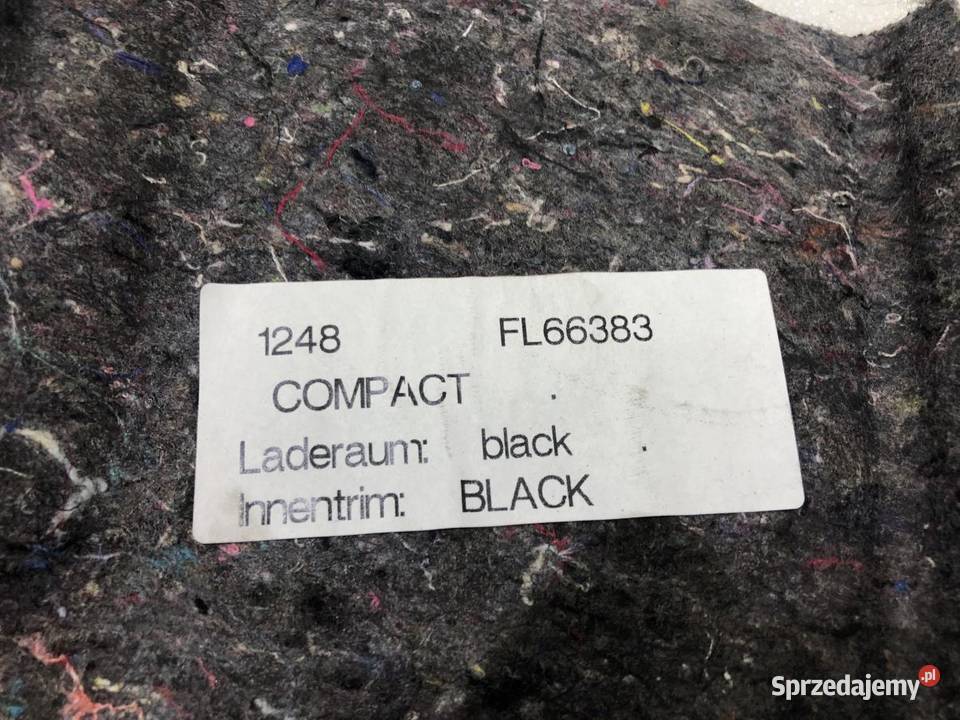 1248 FL66383
COMPACT .
Laderaum: black .
Innentrim: BLACK
Sprzedajemy.pl